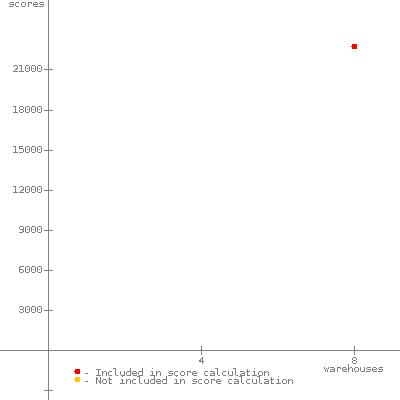 scores
21000
18000
15000
12000
9000
6000
3000
4
8
warehouses
- Included in score calculation
- Not included in score calculation